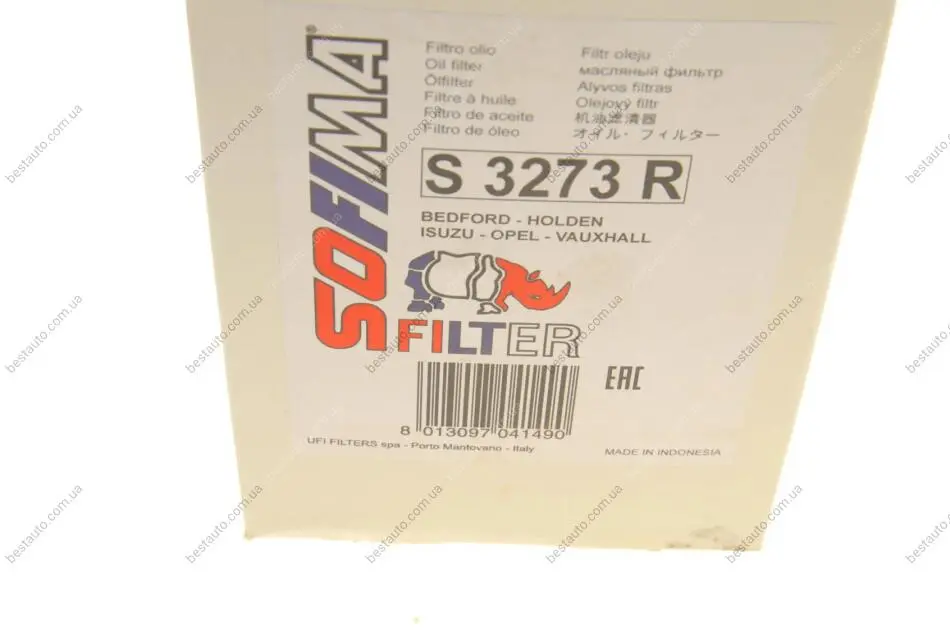 SOFIMA®
Filtro olio
Oil filter
Ölfilter
Filtre à huile
Filtro de aceite
Filtro de óleo
Filtr oleju
масляный фильтр
Alyvos filtras
Olejový filtr
机油滤清器
オイル・フィルター
S 3273 R
BEDFORD - HOLDEN
ISUZU - OPEL - VAUXHALL
FILTER
8 013097 041490
EAC
UFI FILTERS spa - Porto Mantovano - Italy
MADE IN INDONESIA
bestauto.com.ua